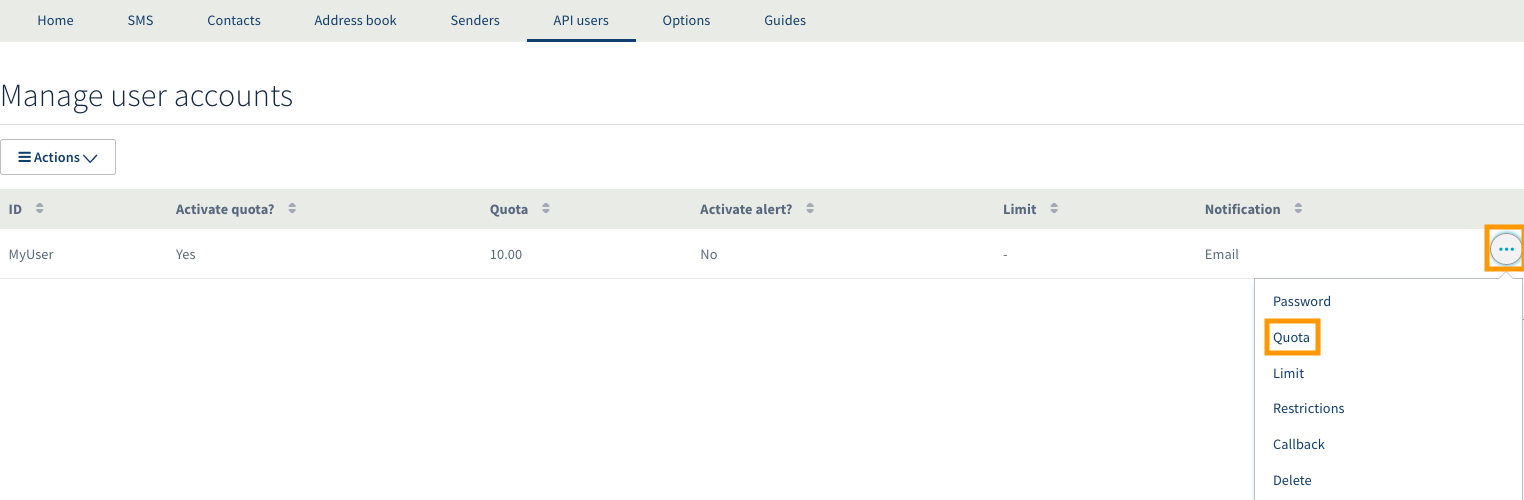 Home SMS Contacts Address book Senders API users Options Guides
Manage user accounts
Actions
ID Activate quota? Quota Activate alert? Limit Notification
MyUser Yes 10.00 No - Email
Password
Quota
Limit
Restrictions
Callback
Delete